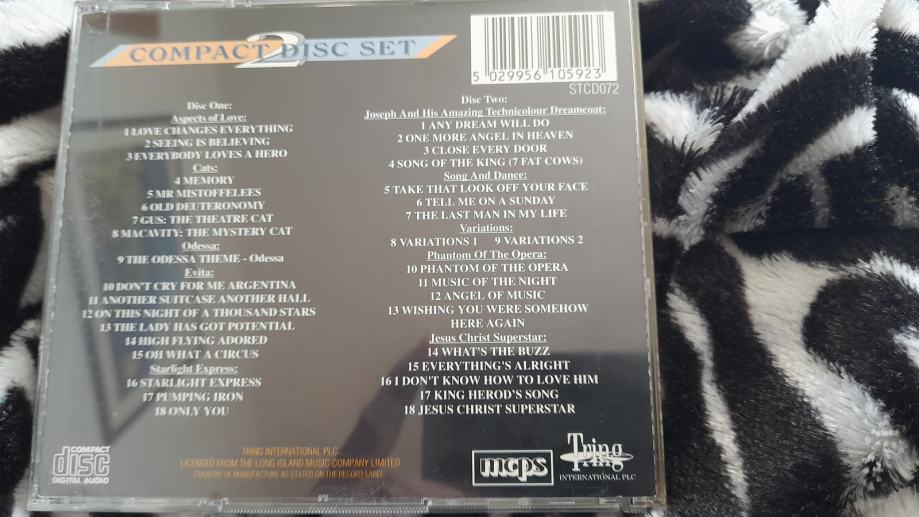 COMPACT 2 DISC SET
5 029956 105923
STCD072
Disc One:
Aspects of Love:
1 LOVE CHANGES EVERYTHING
2 SEEING IS BELIEVING
3 EVERYBODY LOVES A HERO
Cats:
4 MEMORY
5 MR MISTOFFELEES
6 OLD DEUTERONOMY
7 GUS: THE THEATRE CAT
8 MACAVITY: THE MYSTERY CAT
Odessa:
9 THE ODESSA THEME - Odessa
Evita:
10 DON'T CRY FOR ME ARGENTINA
11 ANOTHER SUITCASE ANOTHER HALL
12 ON THIS NIGHT OF A THOUSAND STARS
13 THE LADY HAS GOT POTENTIAL
14 HIGH FLYING ADORED
15 OH WHAT A CIRCUS
Starlight Express:
16 STARLIGHT EXPRESS
17 PUMPING IRON
18 ONLY YOU
Disc Two:
Joseph And His Amazing Technicolour Dreamcoat:
1 ANY DREAM WILL DO
2 ONE MORE ANGEL IN HEAVEN
3 CLOSE EVERY DOOR
4 SONG OF THE KING (7 FAT COWS)
Song And Dance:
5 TAKE THAT LOOK OFF YOUR FACE
6 TELL ME ON A SUNDAY
7 THE LAST MAN IN MY LIFE
Variations:
8 VARIATIONS 1 9 VARIATIONS 2
Phantom Of The Opera:
10 PHANTOM OF THE OPERA
11 MUSIC OF THE NIGHT
12 ANGEL OF MUSIC
13 WISHING YOU WERE SOMEHOW
HERE AGAIN
Jesus Christ Superstar:
14 WHAT'S THE BUZZ
15 EVERYTHING'S ALRIGHT
16 I DON'T KNOW HOW TO LOVE HIM
17 KING HEROD'S SONG
18 JESUS CHRIST SUPERSTAR
COMPACT
disc
DIGITAL AUDIO
TRING INTERNATIONAL PLC
LICENSED FROM THE LONG ISLAND MUSIC COMPANY LIMITED
COUNTRY OF MANUFACTURE AS STATED ON THE RECORD LABEL
mcps
Tring
INTERNATIONAL PLC